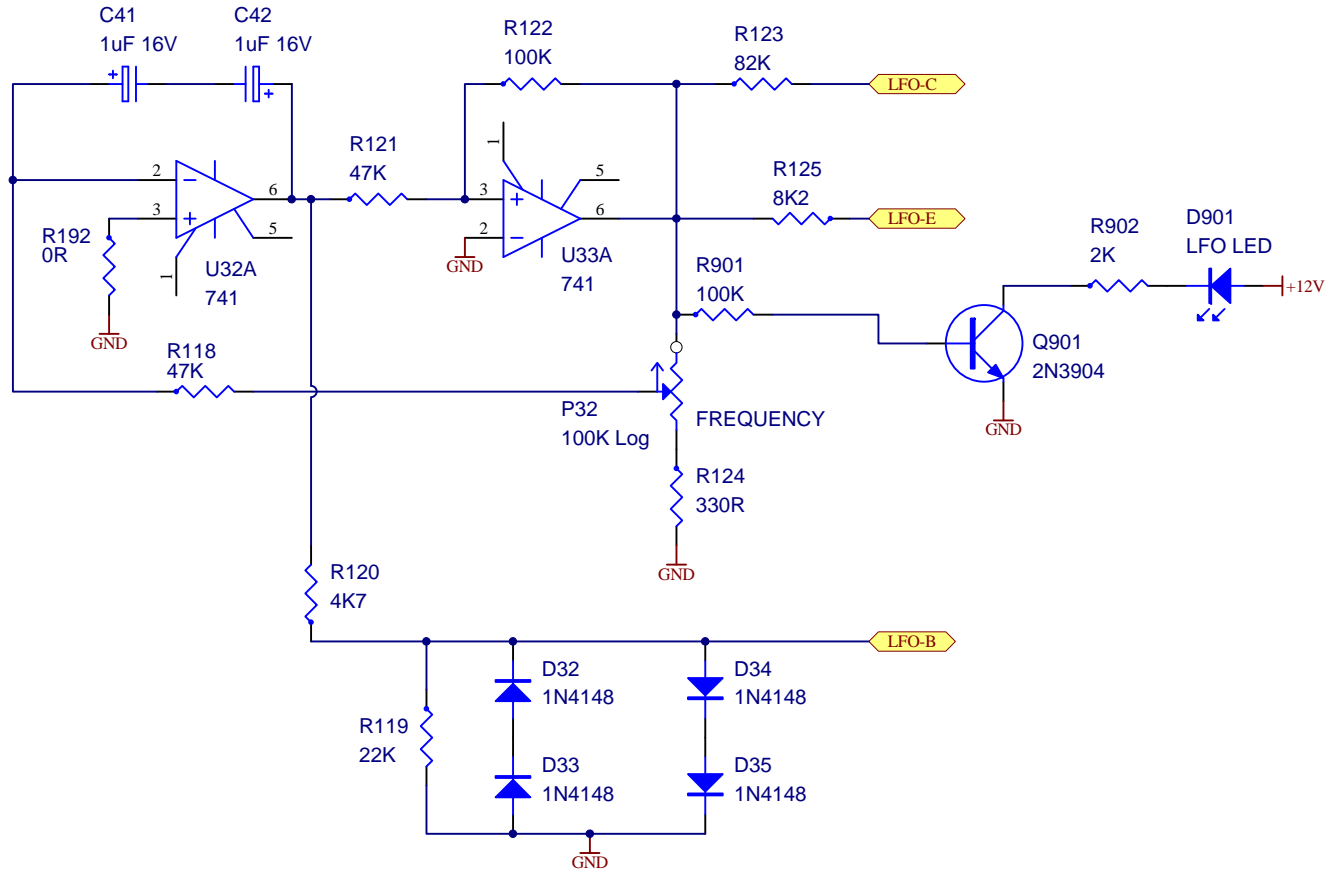 C41
1uF 16V
C42
1uF 16V
R122
100K
R123
82K
LFO-C
R121
47K
1
5
R125
8K2
2
6
3
6
LFO-E
3
5
2
GND
R192
0R
1
U32A
741
U33A
741
R901
100K
R902
2K
D901
LFO LED
+12V
GND
Q901
2N3904
R118
47K
P32
100K Log
FREQUENCY
GND
R124
330R
GND
R120
4K7
LFO-B
D32
1N4148
D34
1N4148
R119
22K
D33
1N4148
D35
1N4148
GND